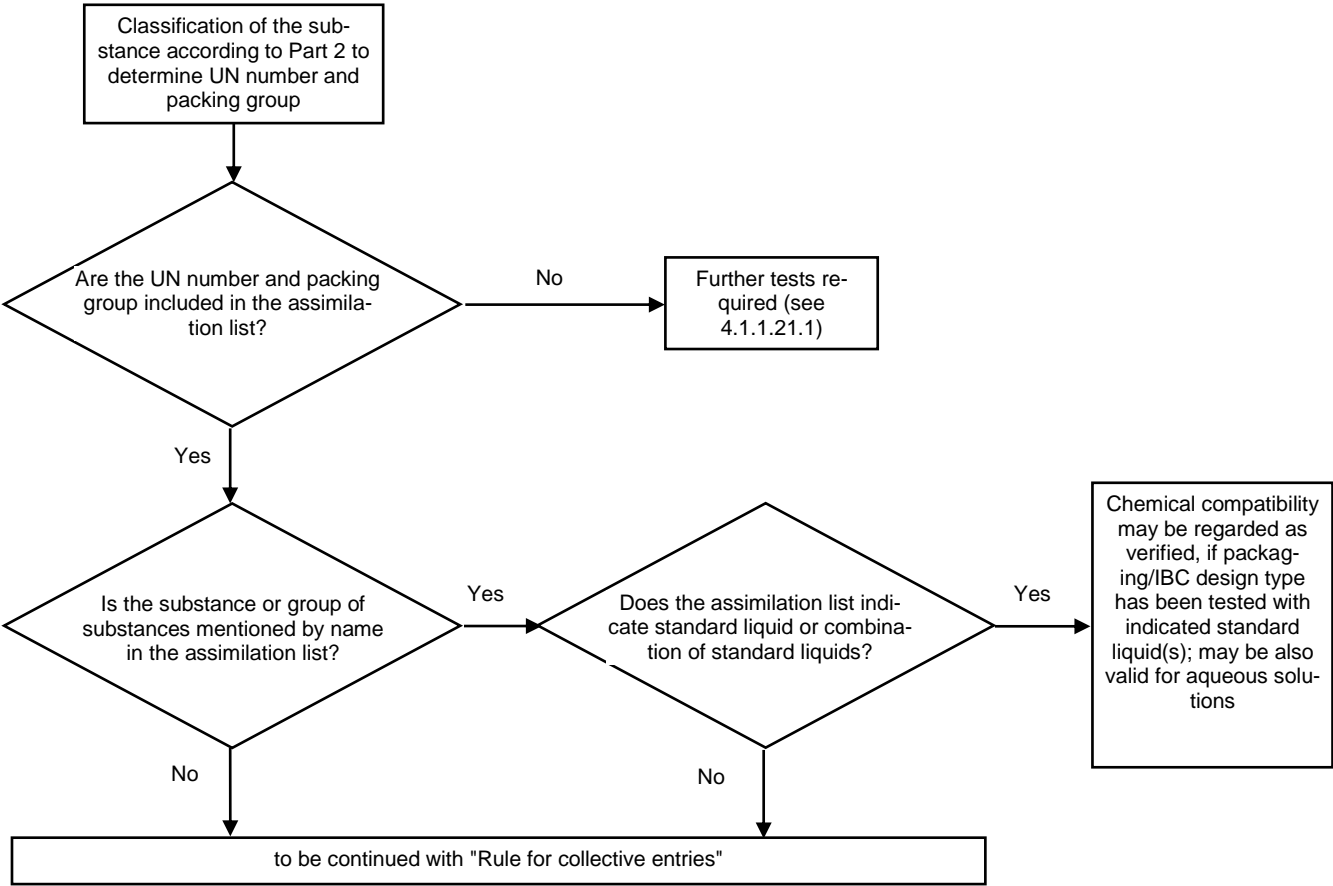 Classification of the sub-
stance according to Part 2 to
determine UN number and
packing group
Are the UN number and packing
group included in the assimila-
tion list?
No
Further tests re-
quired (see
4.1.1.21.1)
Yes
Is the substance or group of
substances mentioned by name
in the assimilation list?
Yes
Does the assimilation list indi-
cate standard liquid or combina-
tion of standard liquids?
Yes
Chemical compatibility
may be regarded as
verified, if packag-
ing/IBC design type
has been tested with
indicated standard
liquid(s); may be also
valid for aqueous solu-
tions
No
No
to be continued with "Rule for collective entries"